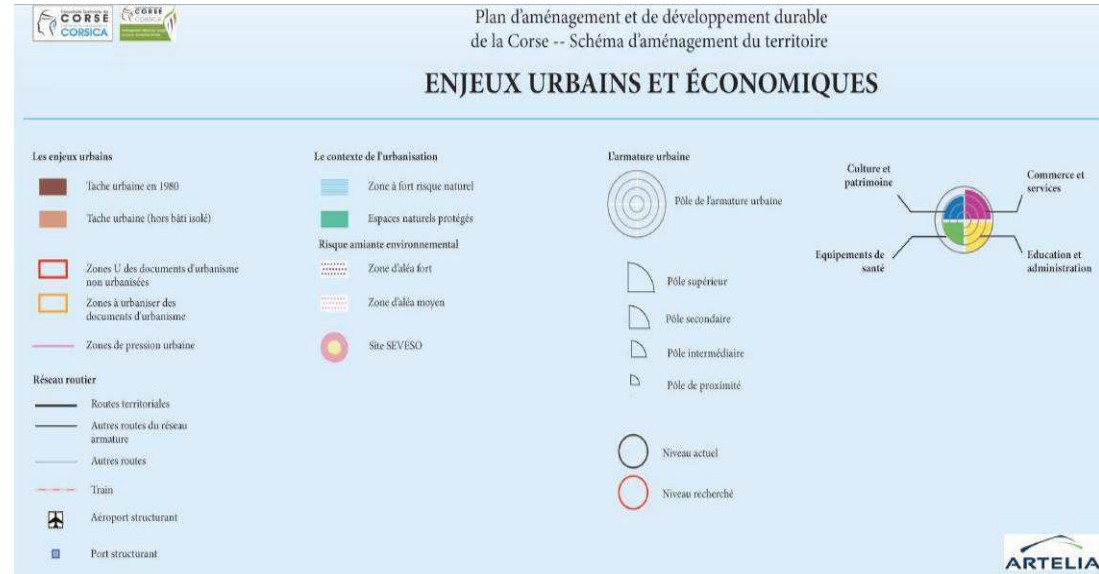 CORSE
CORSICA
CORSE
CORSICA
Plan d'aménagement et de développement durable
de la Corse -- Schéma d'aménagement du territoire
ENJEUX URBAINS ET ÉCONOMIQUES
Les enjeux urbains
Tache urbaine en 1980
Tache urbaine (hors bâti isolé)
Zones U des documents d'urbanisme
non urbanisées
Zones à urbaniser des
documents d'urbanisme
Zones de pression urbaine
Réseau routier
Routes territoriales
Autres routes du réseau
armature
Autres routes
Train
Aéroport structurant
Port structurant
Le contexte de l'urbanisation
Zone à fort risque naturel
Espaces naturels protégés
Risque amiante environnemental
Zone d'aléa fort
Zone d'aléa moyen
Site SEVESO
L'armature urbaine
Pôle de l'armature urbaine
Pôle supérieur
Pôle secondaire
Pôle intermédiaire
Pôle de proximité
Niveau actuel
Niveau recherché
Culture et
patrimoine
Commerce et
services
Equipements de
santé
Education et
administration
ARTELIA